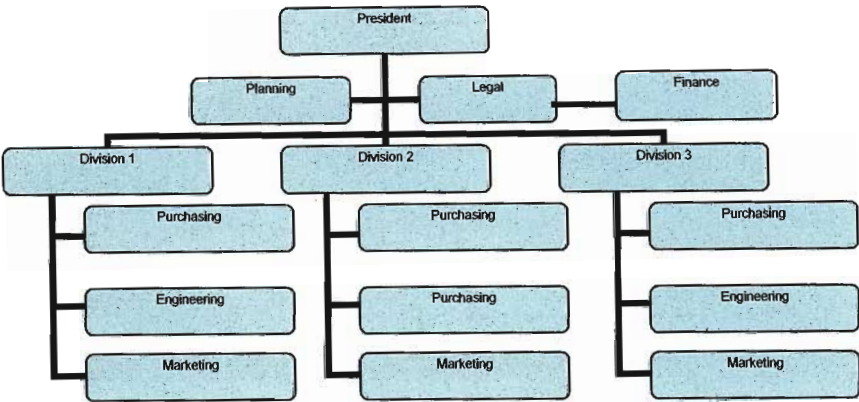 President
Planning
Legal
Finance
Division 1
Division 2
Division 3
Purchasing
Purchasing
Purchasing
Engineering
Purchasing
Engineering
Marketing
Marketing
Marketing